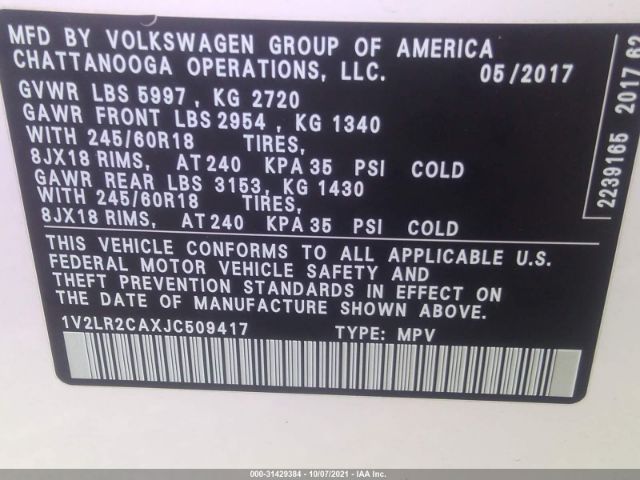 MFD BY VOLKSWAGEN GROUP OF AMERICA
CHATTANOOGA OPERATIONS, LLC. 05/2017
GVWR LBS 5997, KG 2720
GAWR FRONT LBS 2954, KG 1340
WITH 245/60R18 TIRES,
8JX18 RIMS, AT 240 KPA 35 PSI COLD
GAWR REAR LBS 3153, KG 1430
WITH 245/60R18 TIRES,
8JX18 RIMS, AT 240 KPA 35 PSI COLD
THIS VEHICLE CONFORMS TO ALL APPLICABLE U.S.
FEDERAL MOTOR VEHICLE SAFETY AND
THEFT PREVENTION STANDARDS IN EFFECT ON
THE DATE OF MANUFACTURE SHOWN ABOVE.
1V2LR2CAXJC509417 TYPE: MPV
2239165 2017 62
000-31429384 - 10/07/2021 - IAA Inc.